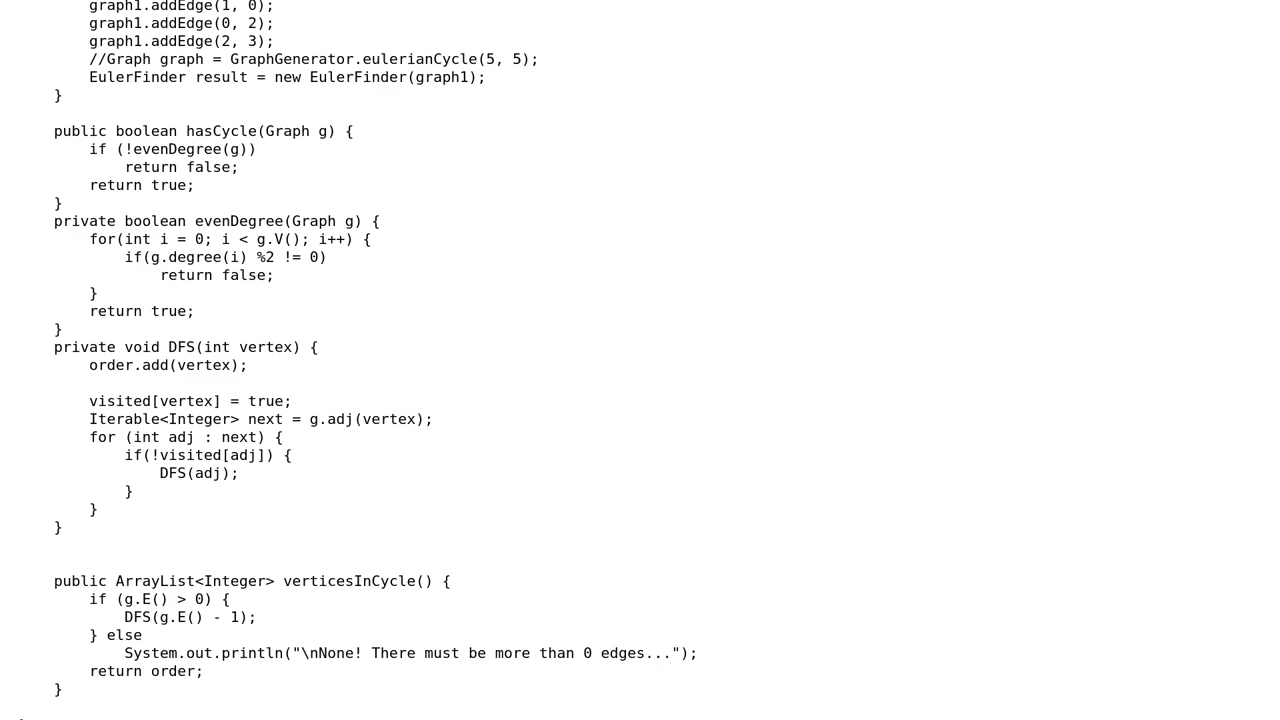 graph1.addEdge(1, 0);
graph1.addEdge(0, 2);
graph1.addEdge(2, 3);
//Graph graph = GraphGenerator.eulerianCycle(5, 5);
EulerFinder result = new EulerFinder(graph1);
}
public boolean hasCycle(Graph g) {
if (!evenDegree(g))
return false;
return true;
}
private boolean evenDegree(Graph g) {
for(int i = 0; i < g.V(); i++) {
if(g.degree(i) %2 != 0)
return false;
}
return true;
}
private void DFS(int vertex) {
order.add(vertex);
visited[vertex] = true;
Iterable<Integer> next = g.adj(vertex);
for (int adj : next) {
if(!visited[adj]) {
DFS(adj);
}
}
}
public ArrayList<Integer> verticesInCycle() {
if (g.E() > 0) {
DFS(g.E() - 1);
} else
System.out.println("\nNone! There must be more than 0 edges...");
return order;
}